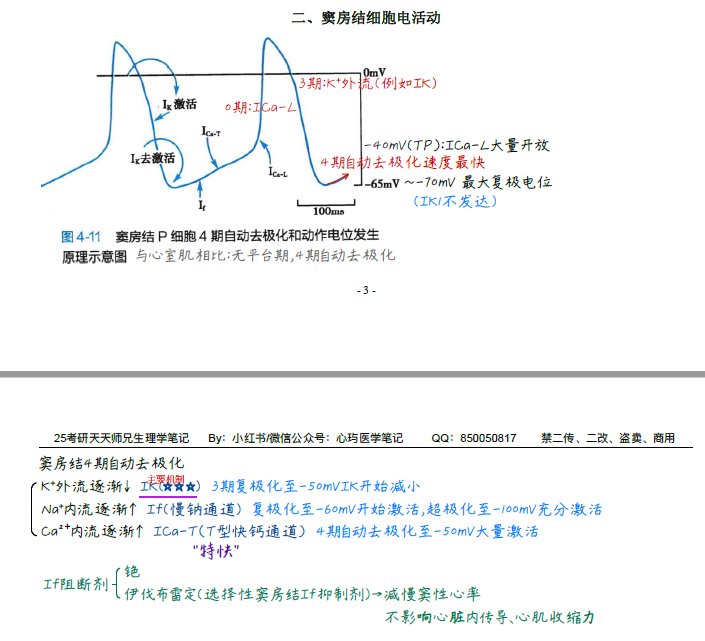 二、窦房结细胞电活动
0mV
3期:K⁺外流(例如IK)
I_K 激活
0期:ICa-L
I_Ca-T
-40mV(TP):ICa-L大量开放
I_K去激活
4期自动去极化速度最快
I_Ca-L
-65mV ~-70mV 最大复极电位
I_f
(IK1不发达)
100ms
图 4-11 窦房结 P 细胞 4 期自动去极化和动作电位发生
原理示意图 与心室肌相比:无平台期,4期自动去极化
- 3 -
25考研天天师兄生理学笔记 By：小红书/微信公众号：心玙医学笔记 QQ：850050817 禁二传、二改、盗卖、商用
窦房结4期自动去极化
主要机制
K⁺外流逐渐↓ IK(☆☆☆) 3期复极化至-50mVIK开始减小
Na⁺内流逐渐↑ If(慢钠通道) 复极化至-60mV开始激活,超极化至-100mV充分激活
Ca²⁺内流逐渐↑ ICa-T(T型快钙通道) 4期自动去极化至-50mV大量激活
"特快"
If阻断剂
铯
伊伐布雷定(选择性窦房结If抑制剂)→减慢窦性心率
不影响心脏内传导、心肌收缩力